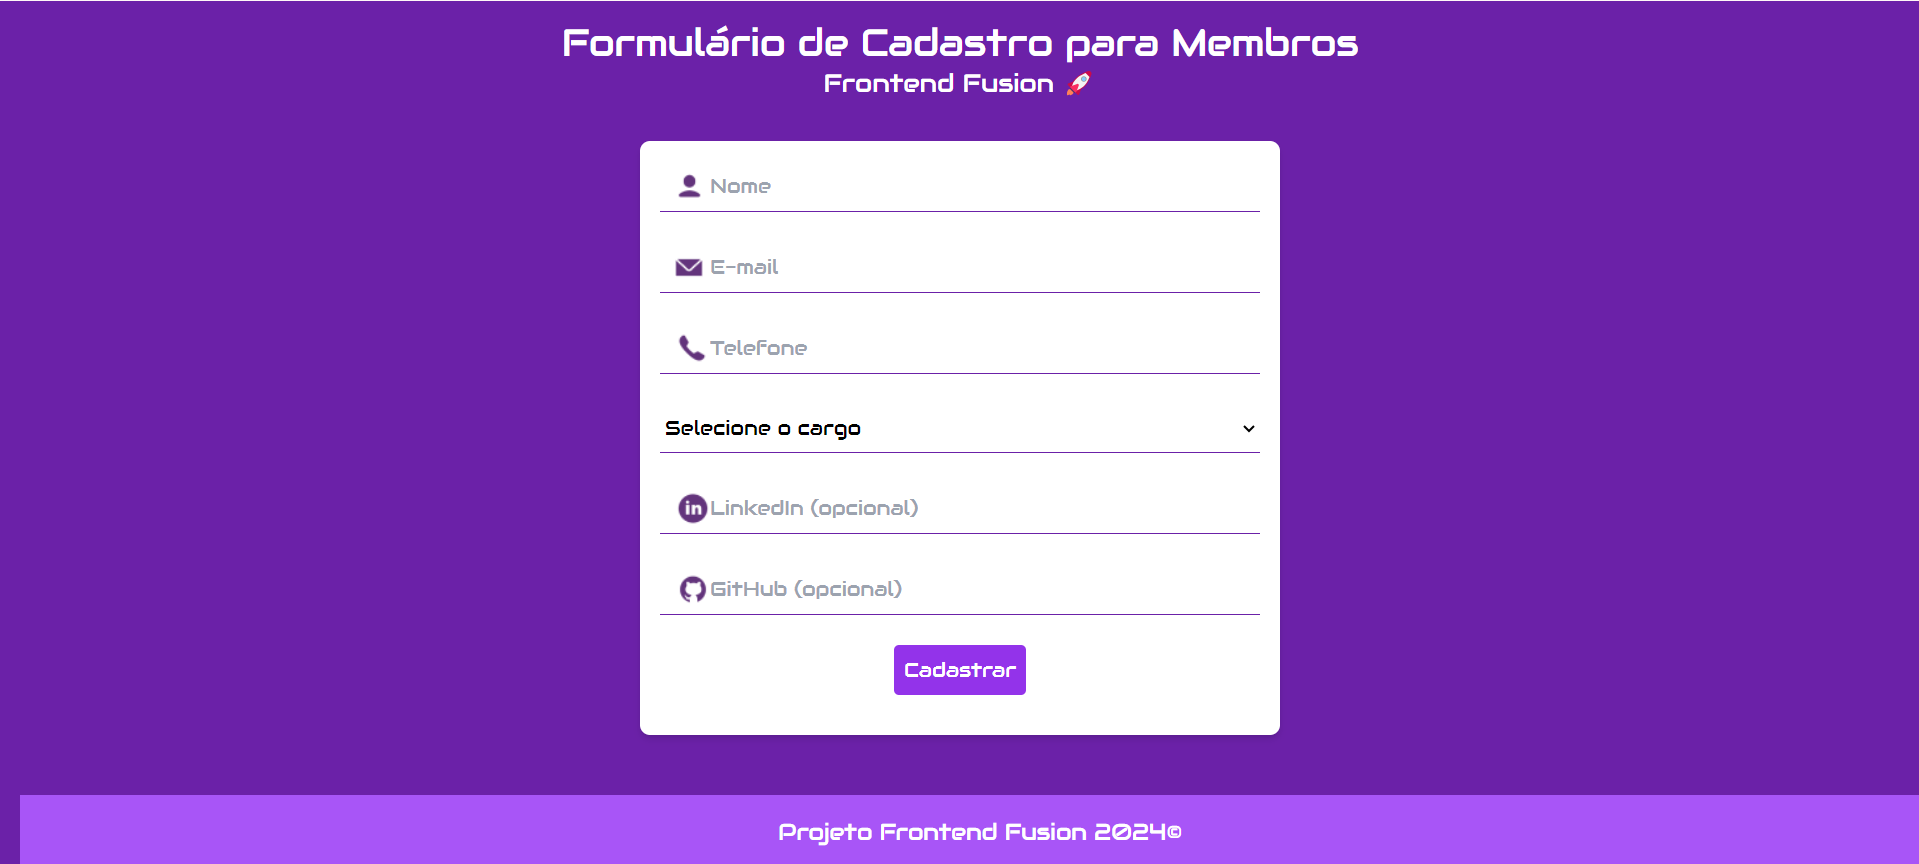 Formulário de Cadastro para Membros
Frontend Fusion 🚀
Nome
E-mail
Telefone
Selecione o cargo
in LinkedIn (opcional)
GitHub (opcional)
Cadastrar
Projeto Frontend Fusion 2024©